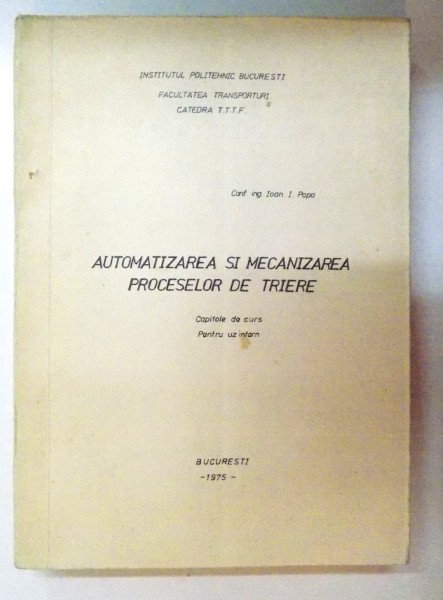 INSTITUTUL POLITEHNIC BUCURESTI
FACULTATEA TRANSPORTURI
CATEDRA T.T.T.F.
Conf. ing. Ioan I. Popa
AUTOMATIZAREA SI MECANIZAREA
PROCESELOR DE TRIERE
Capitole de curs
Pentru uz intern
BUCURESTI
-1975-